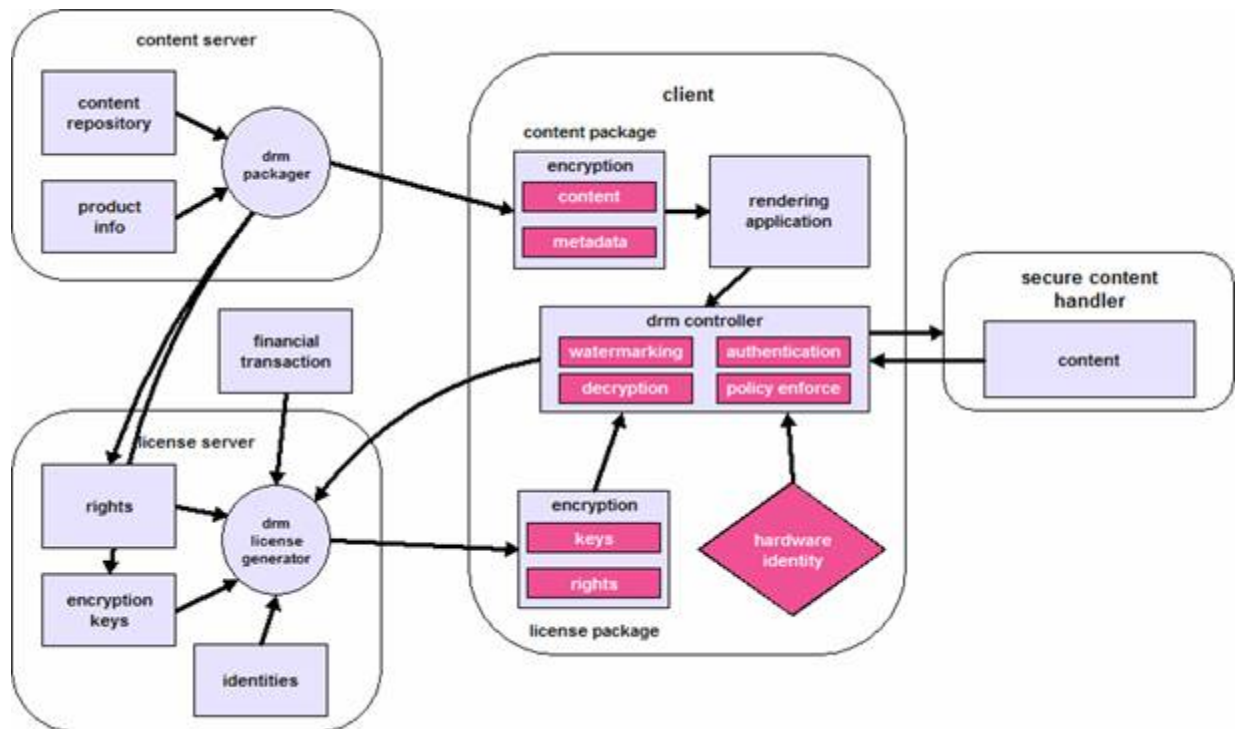 content server
content
repository
product
info
drm
packager
financial
transaction
license server
rights
encryption
keys
drm
license
generator
identities
client
content package
encryption
content
metadata
rendering
application
drm controller
watermarking
authentication
decryption
policy enforce
encryption
keys
rights
license package
hardware
identity
secure content
handler
content